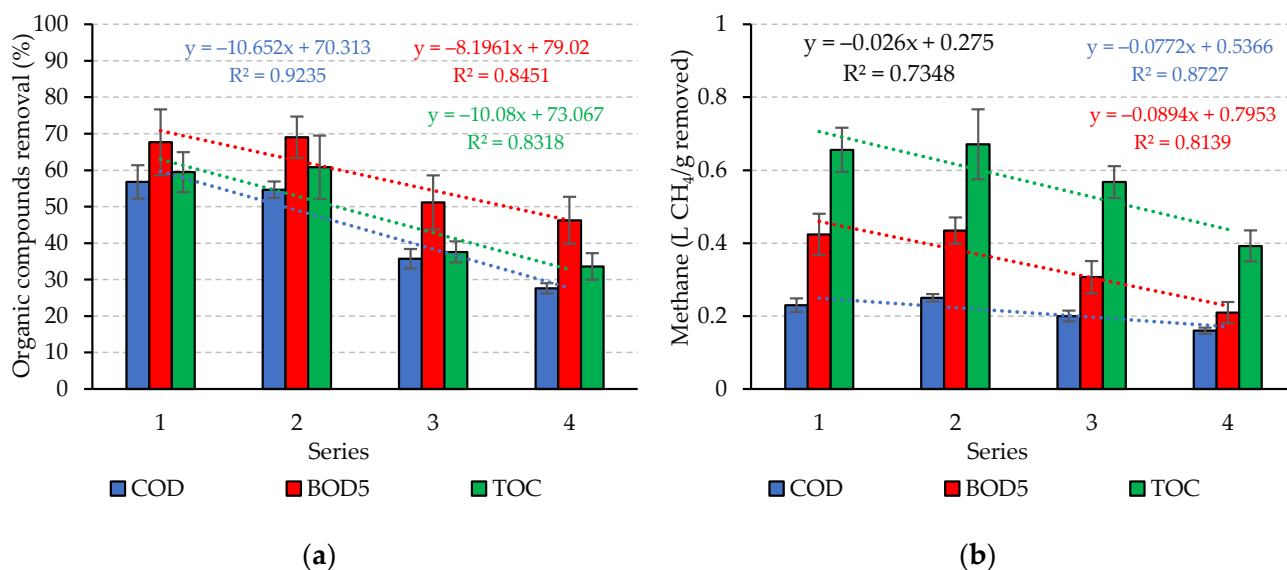 Organic compounds removal (%)
100
90
80
70
60
50
40
30
20
10
0
y = –10.652x + 70.313
R² = 0.9235
y = –8.1961x + 79.02
R² = 0.8451
y = –10.08x + 73.067
R² = 0.8318
1 2 3 4
Series
COD BOD5 TOC
(a)
Methane (L CH₄/g removed)
1
0.8
0.6
0.4
0.2
0
y = –0.026x + 0.275
R² = 0.7348
y = –0.0772x + 0.5366
R² = 0.8727
y = –0.0894x + 0.7953
R² = 0.8139
1 2 3 4
Series
COD BOD5 TOC
(b)